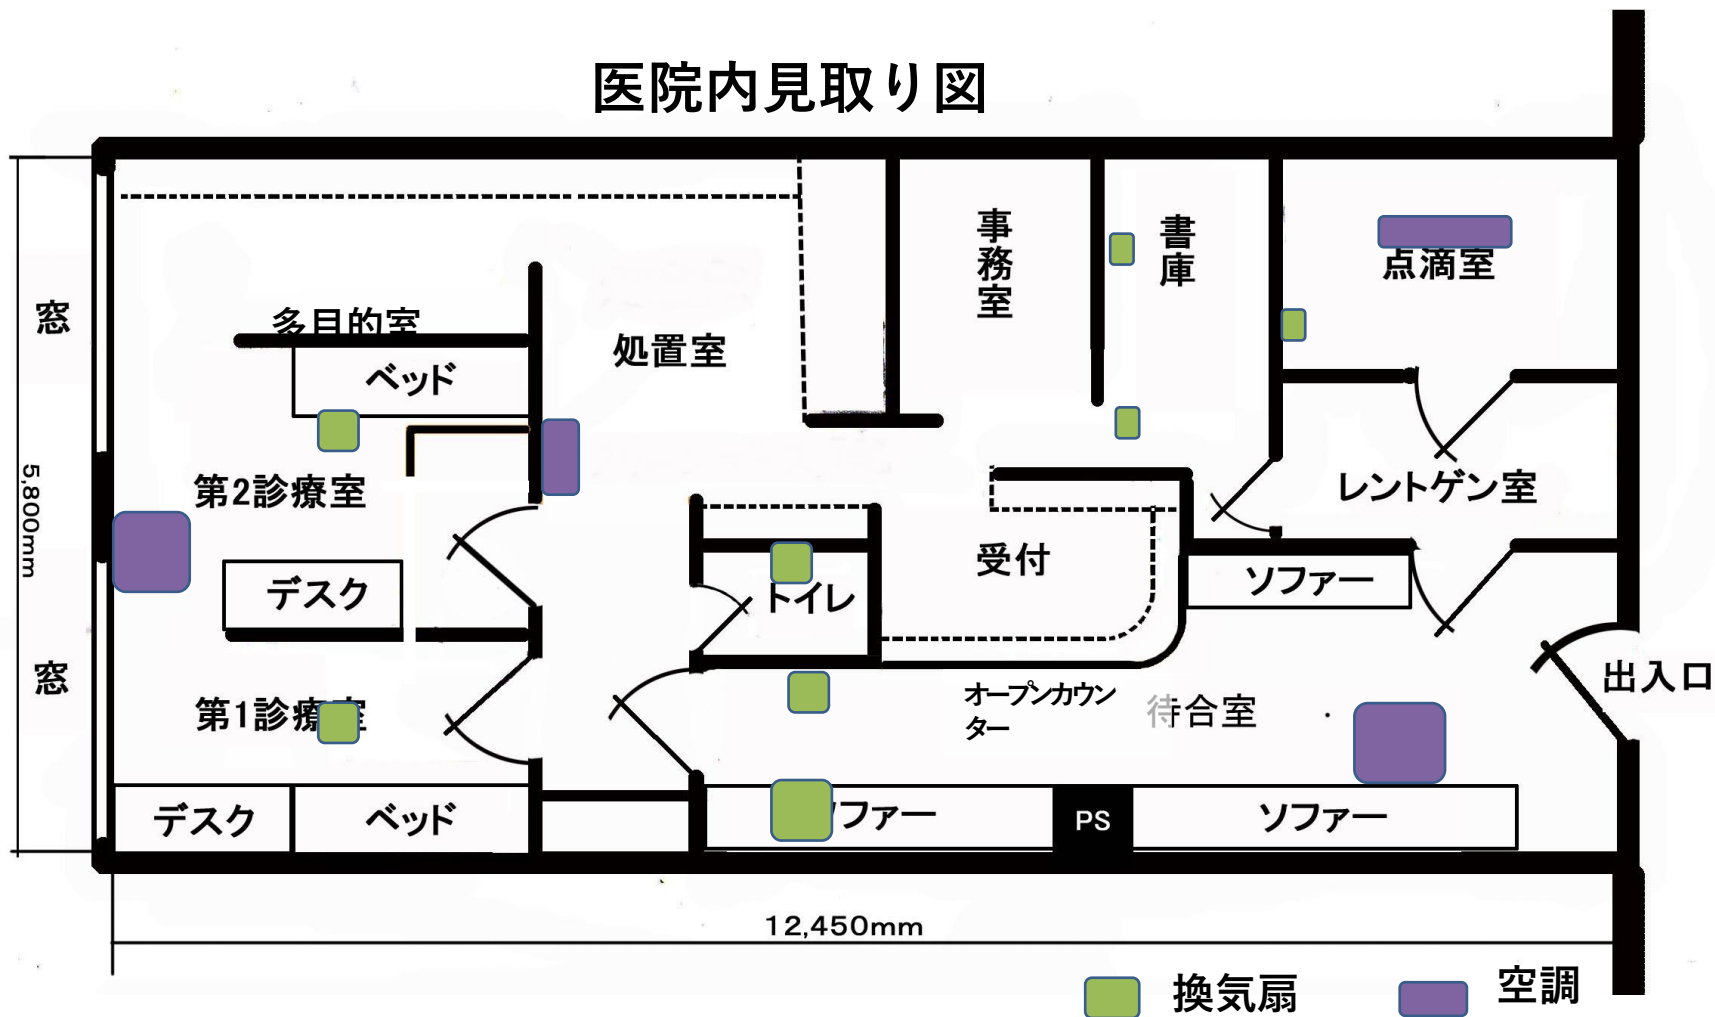 医院内見取り図
事務室
書庫
点滴室
窓
多目的室
処置室
ベッド
第2診療室
レントゲン室
5,800mm
受付
ソファー
デスク
トイレ
窓
出入口
第1診療室
オープンカウン
ター
待合室
デスク
ベッド
ソファー
PS
ソファー
12,450mm
換気扇
空調